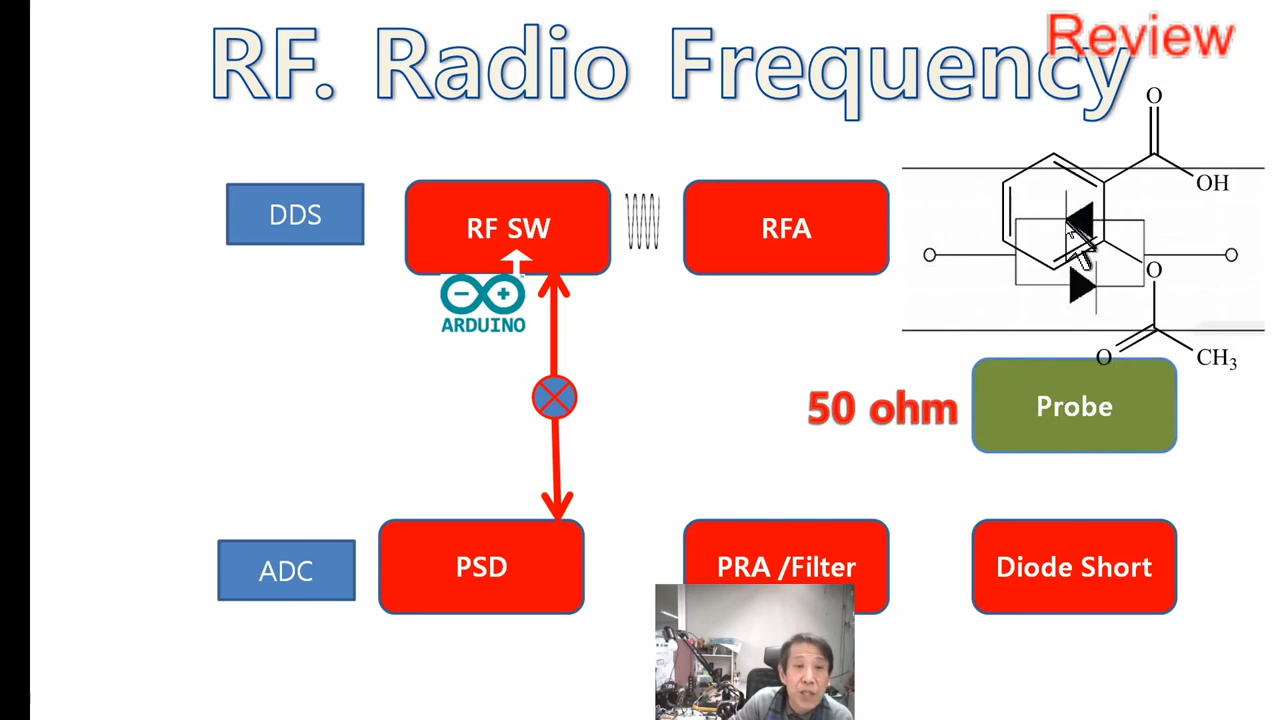 RF. Radio Frequency
Review
DDS
RF SW
RFA
O
OH
O
O
CH3
ARDUINO
50 ohm
Probe
ADC
PSD
PRA /Filter
Diode Short